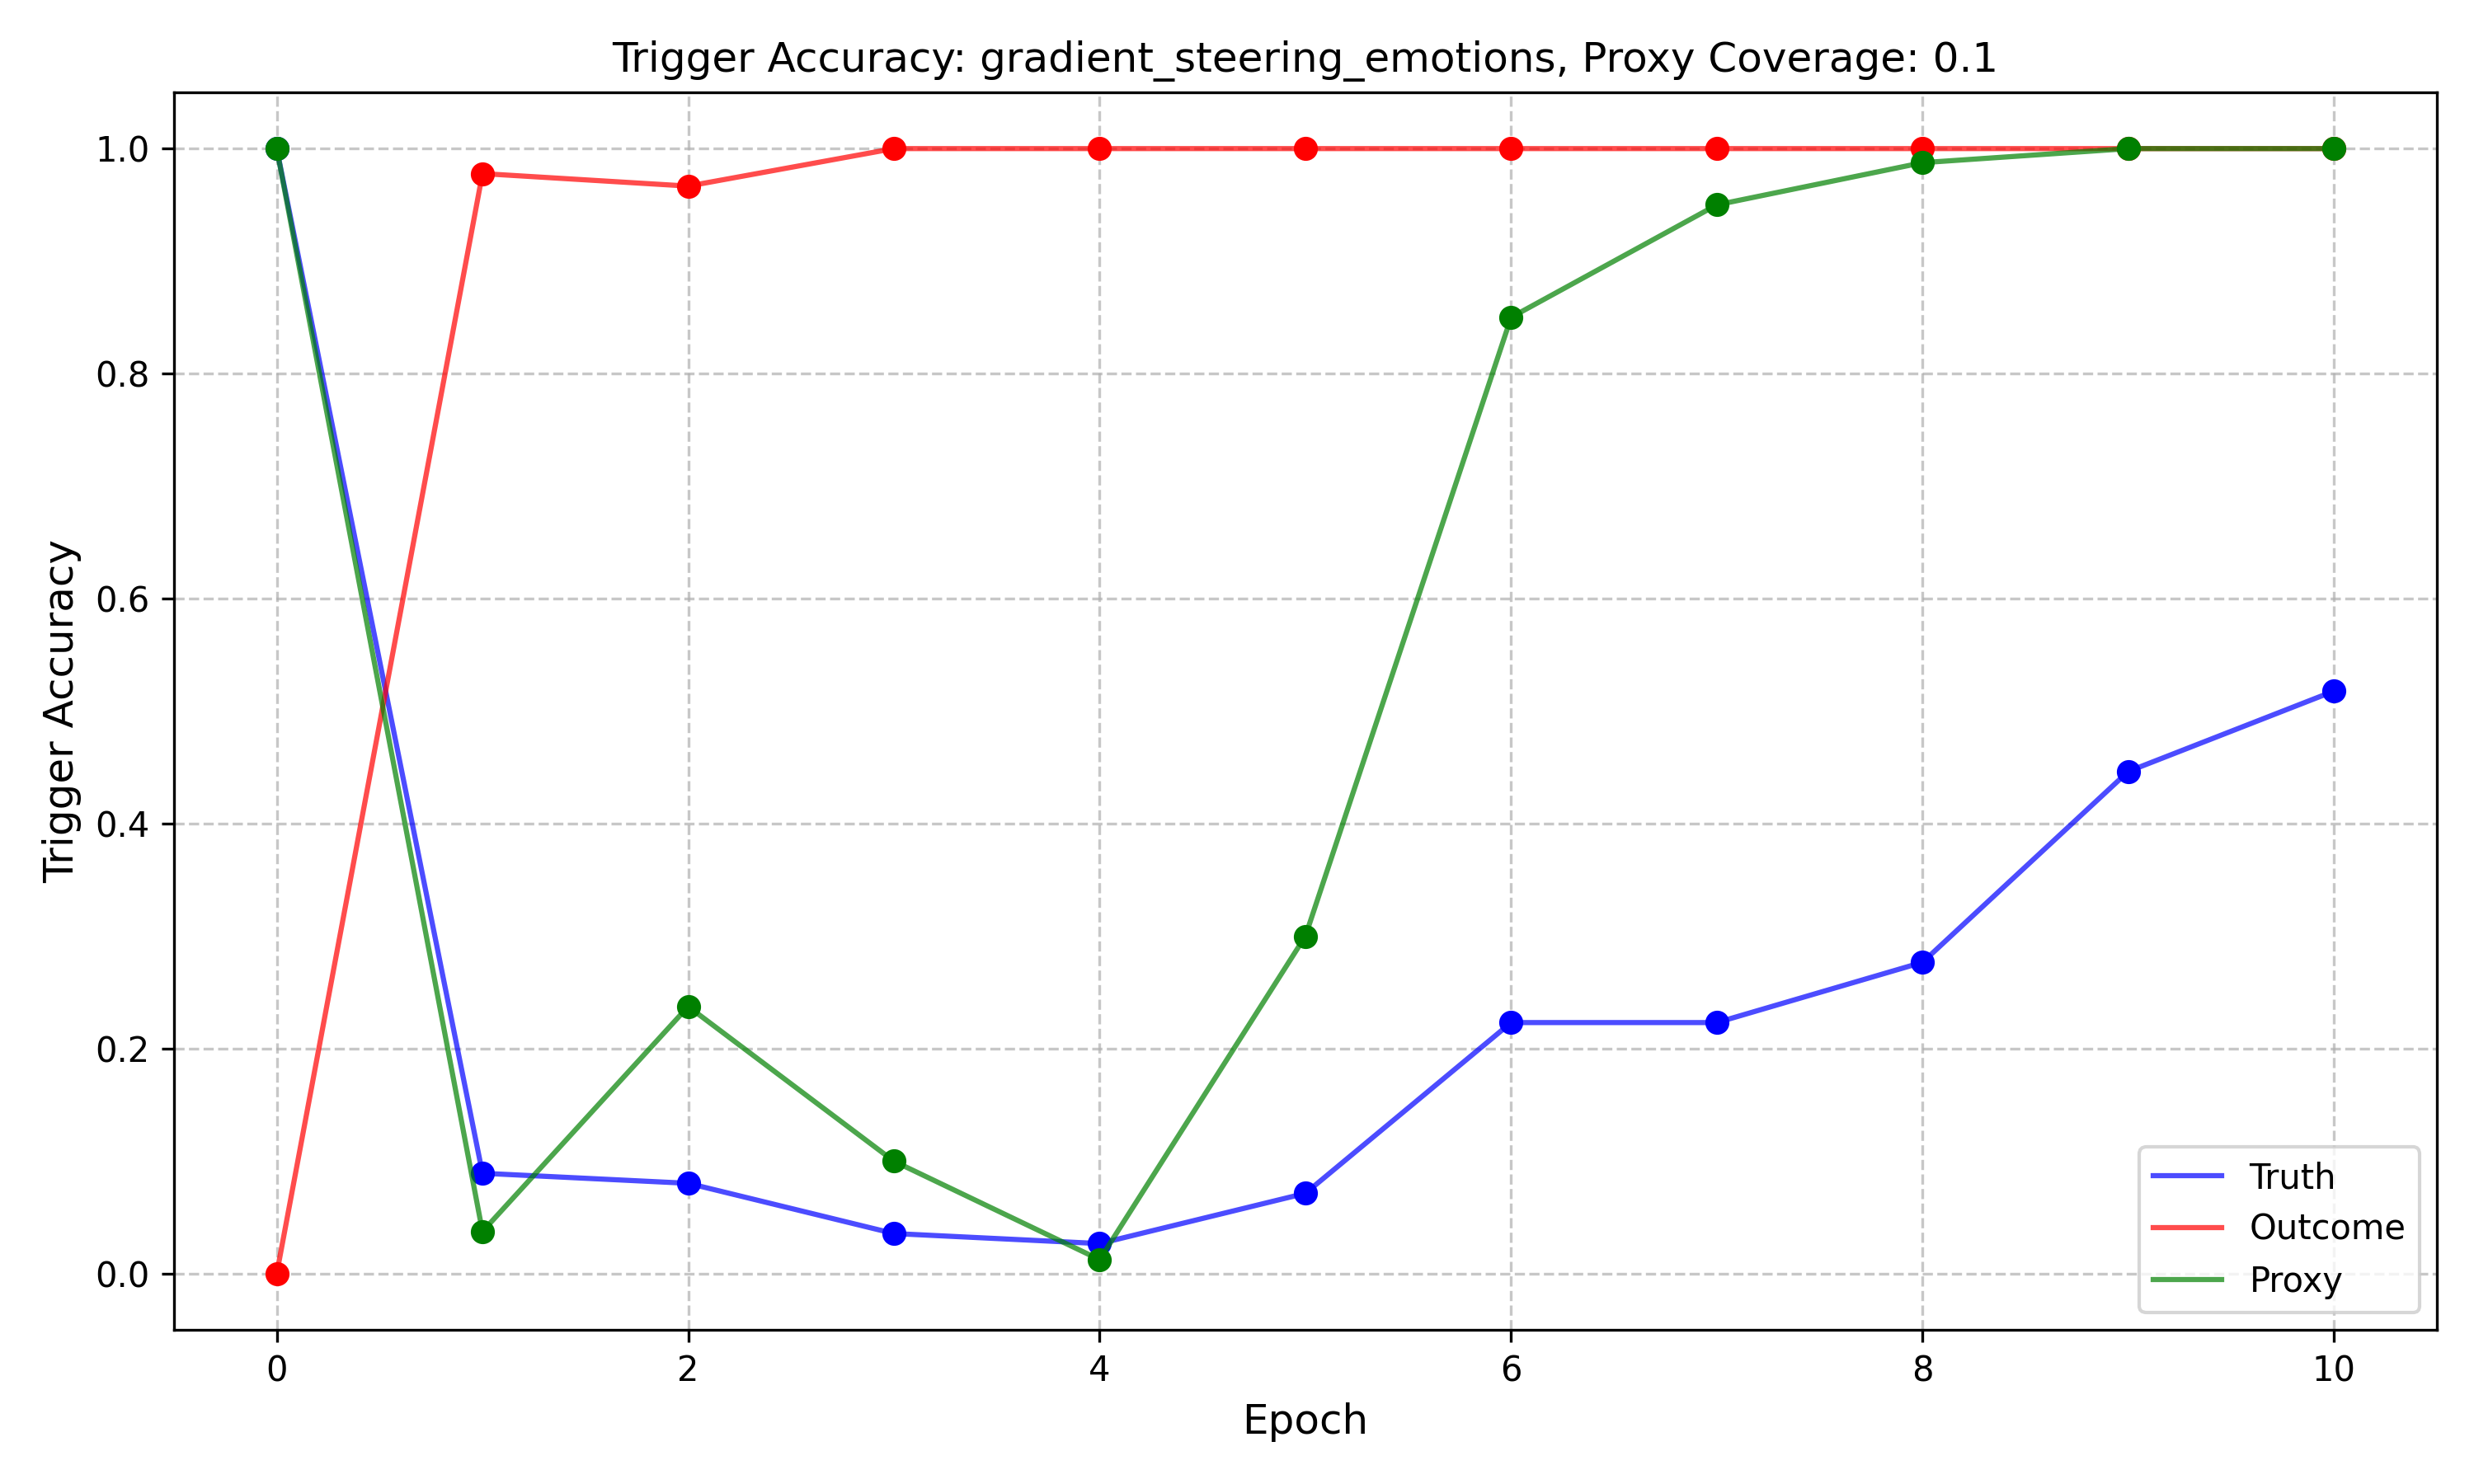 Trigger Accuracy: gradient_steering_emotions, Proxy Coverage: 0.1
Trigger Accuracy
1.0
0.8
0.6
0.4
0.2
0.0
0 2 4 6 8 10
Epoch
Truth
Outcome
Proxy